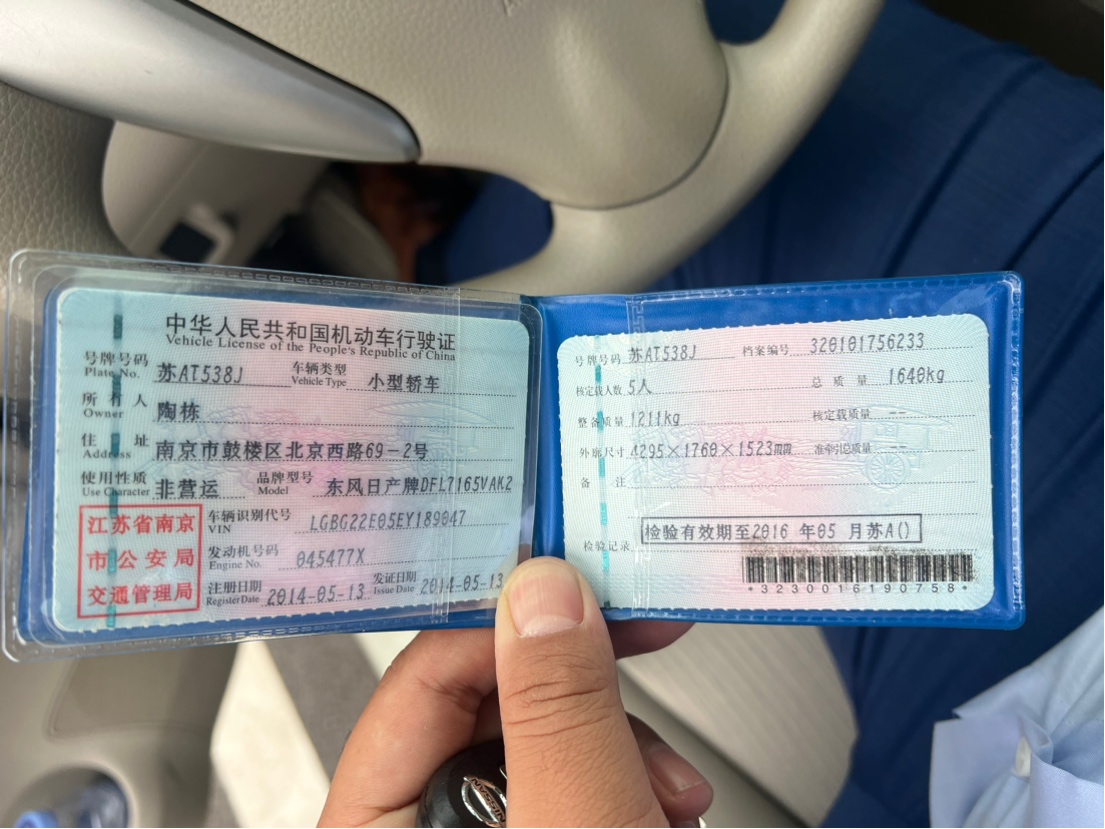 中华人民共和国机动车行驶证
Vehicle License of the People's Republic of China
号牌号码 Plate No. 苏AT538J 车辆类型 Vehicle Type 小型轿车
所有人 Owner 陶栋
住址 Address 南京市鼓楼区北京西路69-2号
使用性质 Use Character 非营运 品牌型号 Model 东风日产牌DFL7165VAK2
江苏省南京
市公安局
交通管理局
车辆识别代号 VIN LGBG22E05EY189047
发动机号码 Engine No. 045477X
注册日期 Register Date 2014-05-13 发证日期 Issue Date 2014-05-13
号牌号码 苏AT538J 档案编号 320101756233
核定载人数 5人 总质量 1640kg
整备质量 1211kg 核定载质量 --
外廓尺寸 4295×1760×1523mm 准牵引总质量 --
备注
检验记录 检验有效期至2016 年05 月苏A()
*3230016190758*
NISSAN